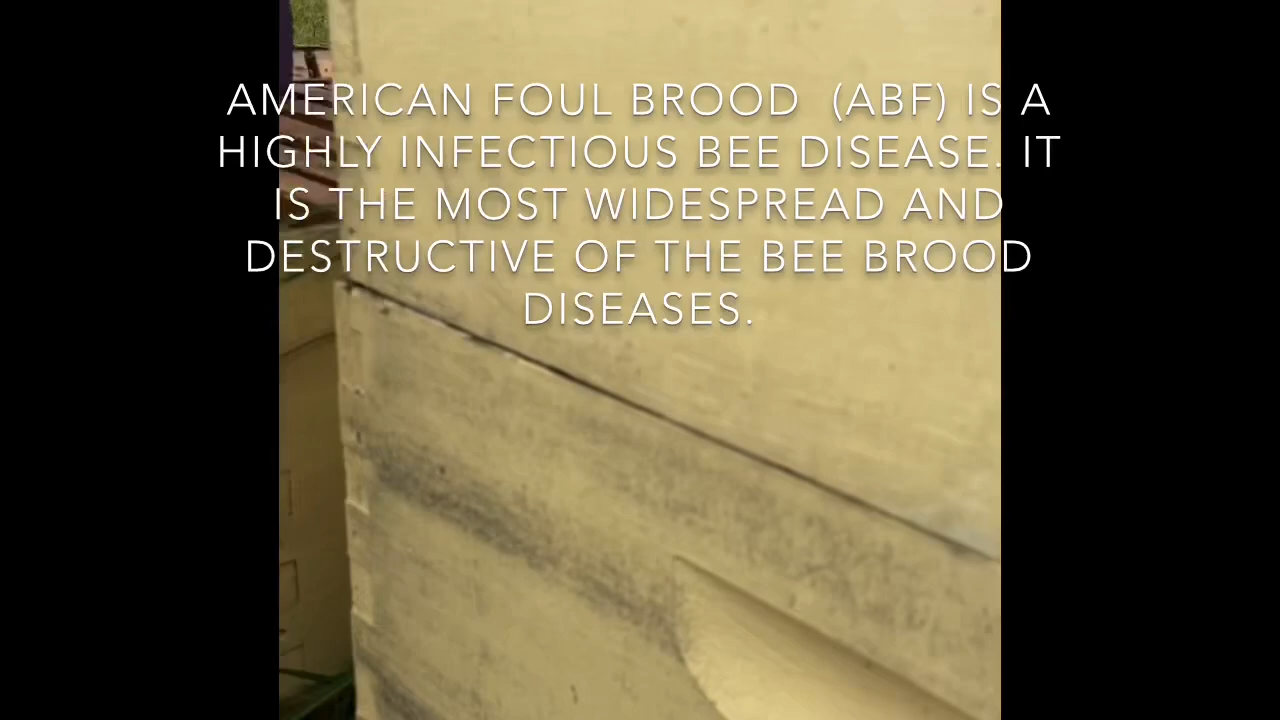 AMERICAN FOUL BROOD (ABF) IS A
HIGHLY INFECTIOUS BEE DISEASE. IT
IS THE MOST WIDESPREAD AND
DESTRUCTIVE OF THE BEE BROOD
DISEASES.